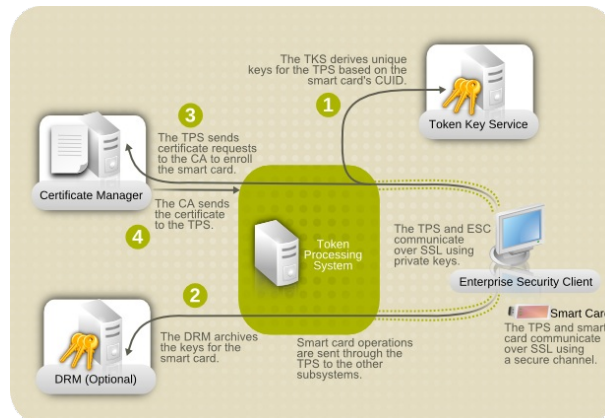 The TKS derives unique
keys for the TPS based on the
smart card's CUID.
1
Token Key Service
3
The TPS sends
certificate requests
to the CA to enroll
the smart card.
Certificate Manager
The CA sends
the certificate
to the TPS.
4
Token
Processing
System
The TPS and ESC
communicate
over SSL using
private keys.
Enterprise Security Client
2
The DRM archives
the keys for the
smart card.
DRM (Optional)
Smart card operations
are sent through the
TPS to the other
subsystems.
Smart Card
The TPS and smart
card communicate
over SSL using
a secure channel.